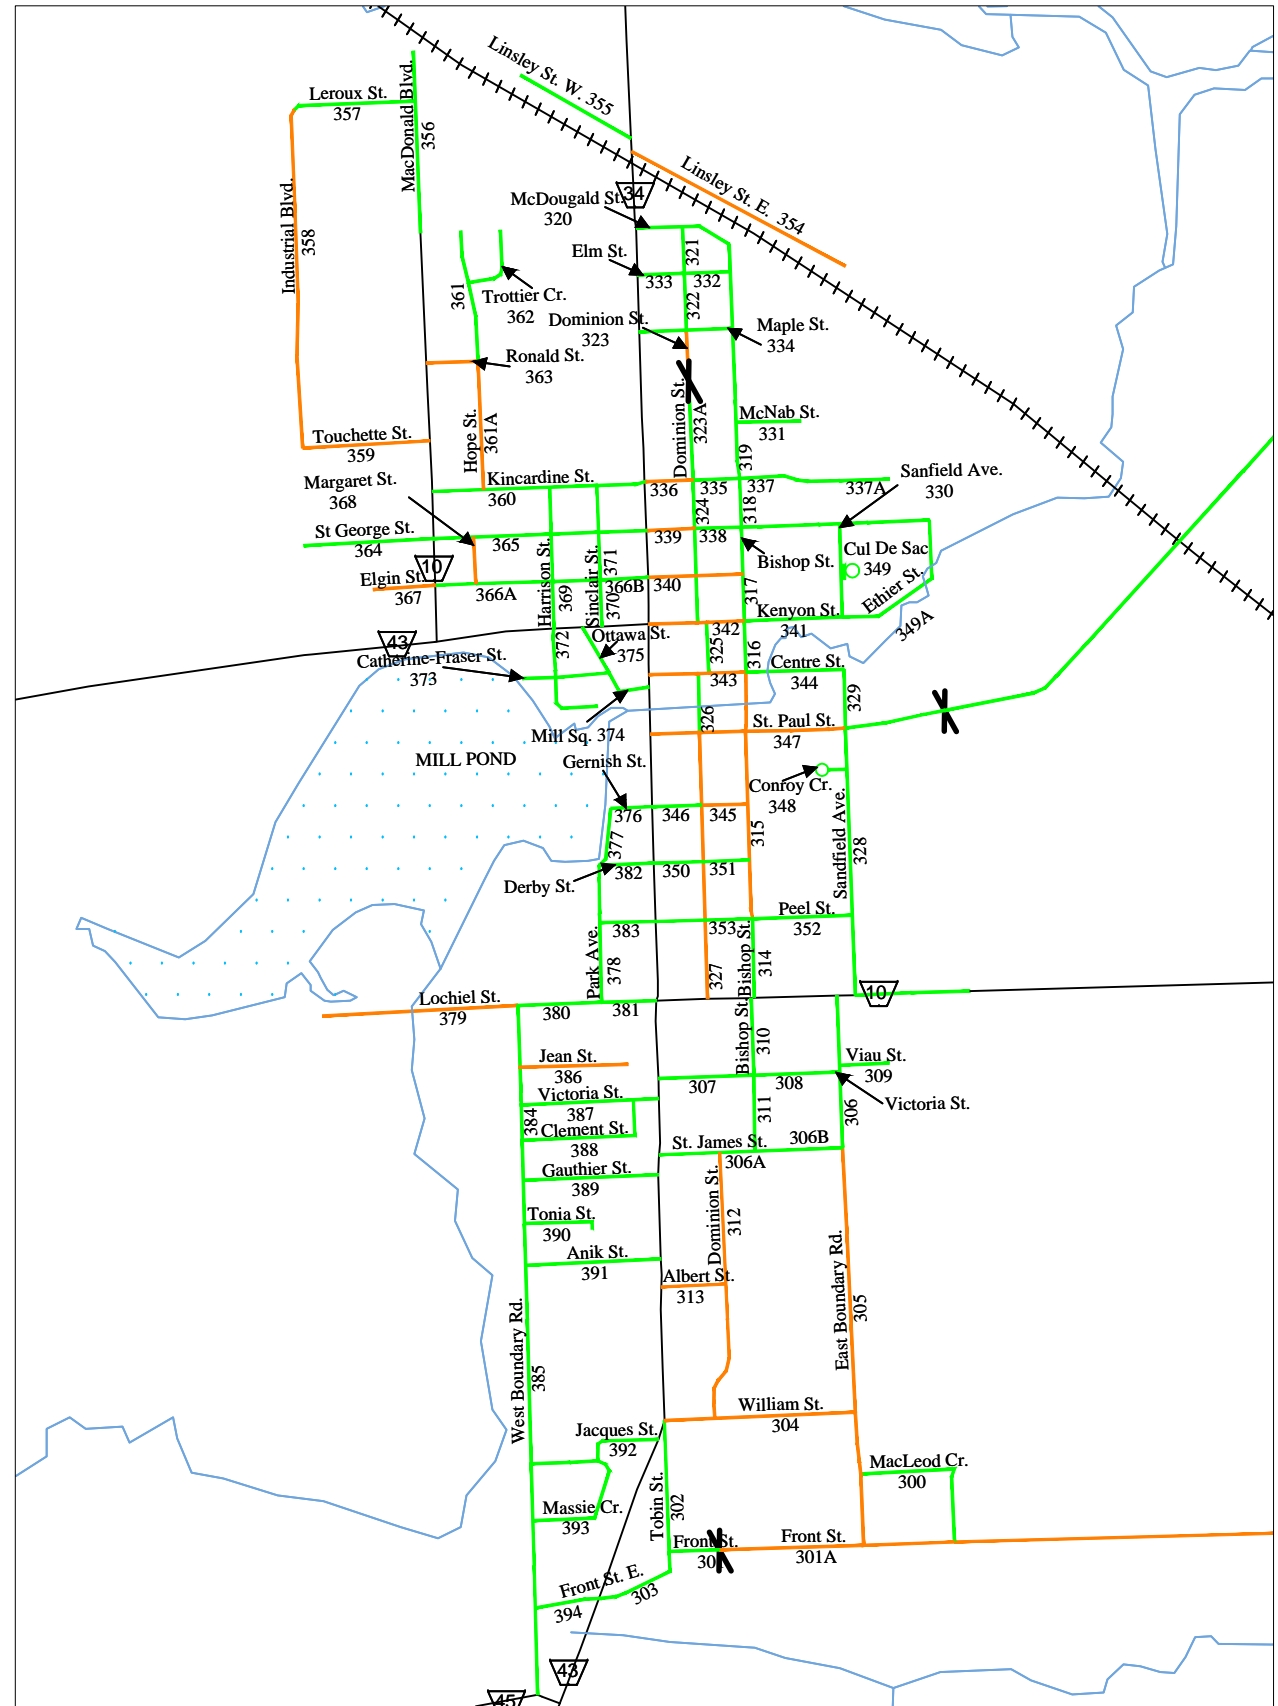 Linsley St. W. 355
Leroux St.
357
MacDonald Blvd.
356
Linsley St. E. 354
34
McDougald St.
320
Industrial Blvd.
358
Elm St.
321
333
332
361
Trottier Cr.
362
322
Dominion St.
323
Maple St.
334
Ronald St.
363
Dominion St.
323A
McNab St.
331
Hope St.
361A
Touchette St.
359
319
Margaret St.
368
Kincardine St.
360
336
335
337
337A
Sanfield Ave.
330
324
318
St George St.
364
365
339
338
Bishop St.
Cul De Sac
349
10
Harrison St.
369
Sinclair St.
371
370
Elgin St.
367
366A
366B
340
317
Ethier St.
349A
Kenyon St.
341
342
43
372
Ottawa St.
375
325
316
Catherine-Fraser St.
373
Centre St.
344
343
329
326
Mill Sq. 374
St. Paul St.
347
MILL POND
Gernish St.
Conroy Cr.
348
376
346
345
315
377
Sandfield Ave.
328
Derby St.
382
350
351
Peel St.
352
383
353
Park Ave.
378
327
Bishop St.
314
10
Lochiel St.
379
380
381
Bishop St.
310
Jean St.
386
Viau St.
309
307
308
Victoria St.
387
384
311
306
Victoria St.
Clement St.
388
St. James St.
306A
306B
Gauthier St.
389
Dominion St.
312
Tonia St.
390
Anik St.
391
Albert St.
313
East Boundary Rd.
305
West Boundary Rd.
385
William St.
304
Jacques St.
392
MacLeod Cr.
300
Tobin St.
302
Massie Cr.
393
Front St.
Front St.
301A
Front St. E.
394
303
43
45